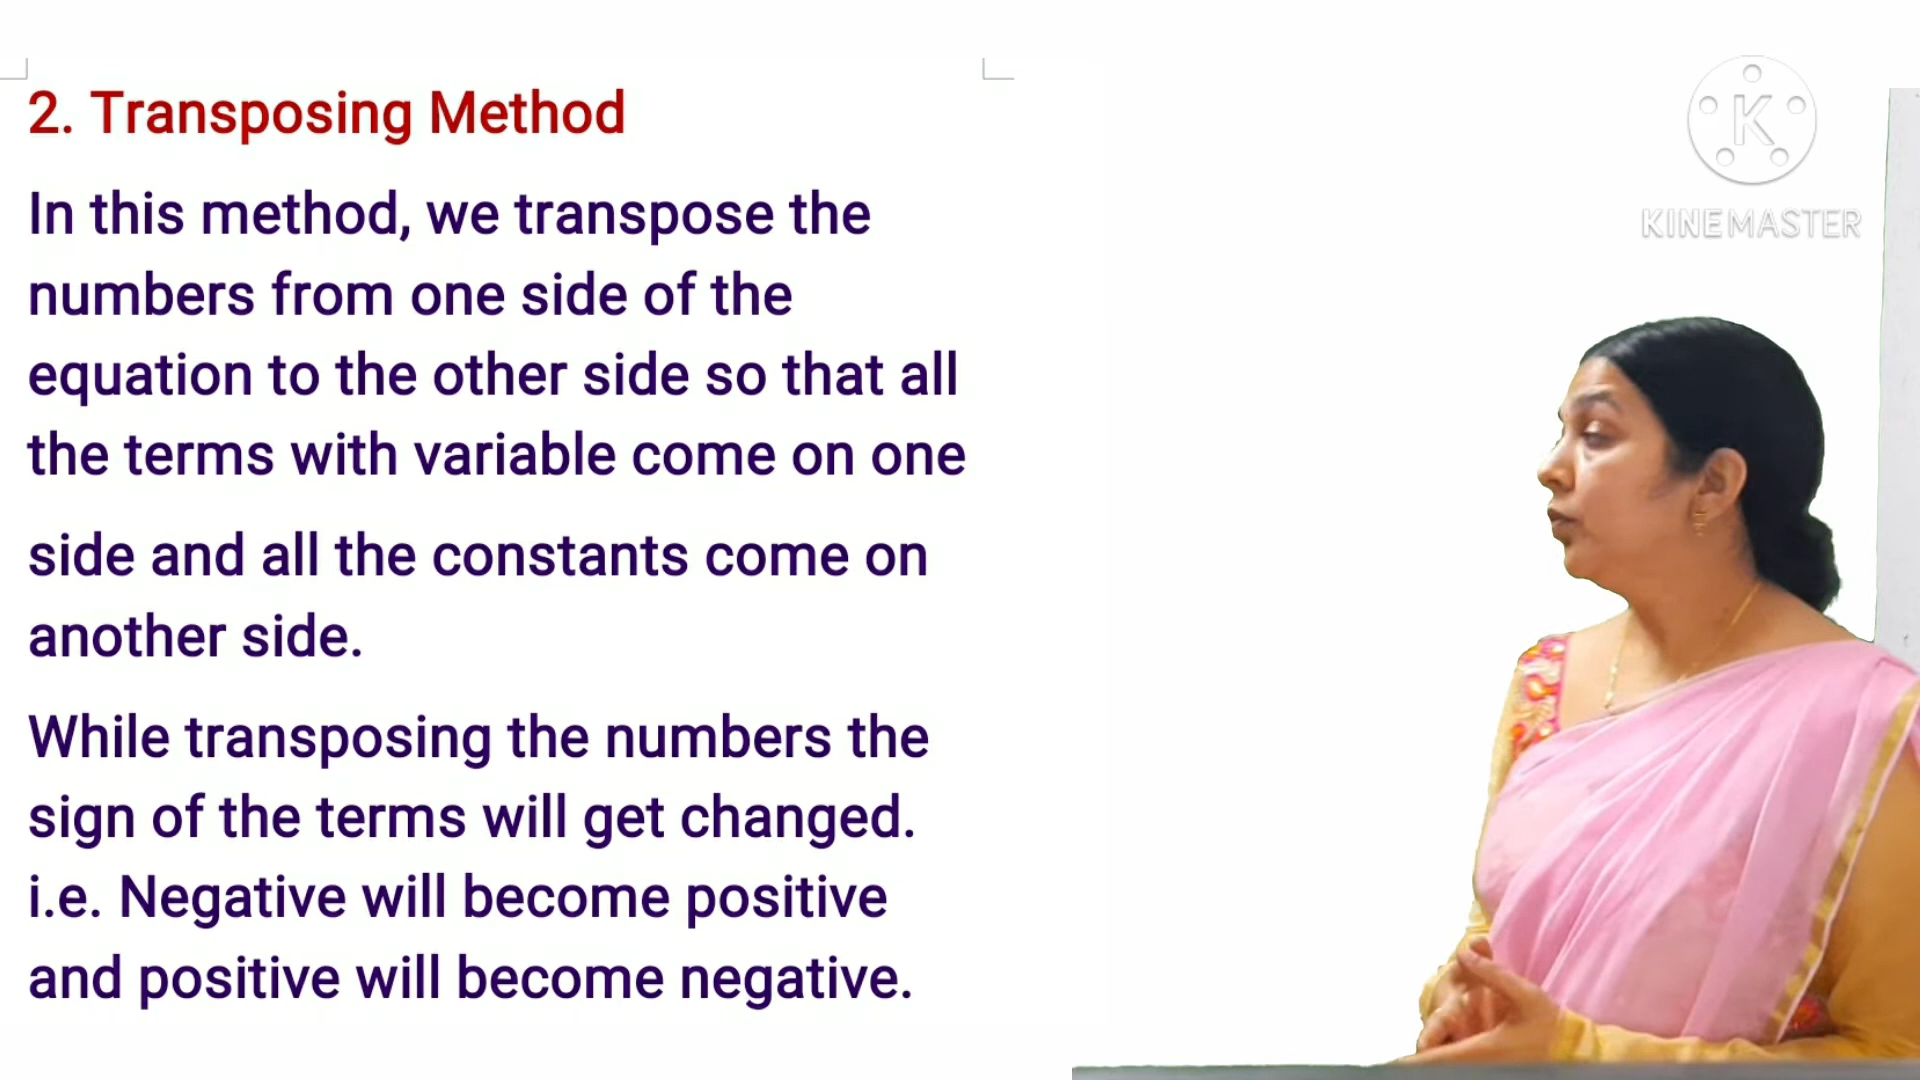 2. Transposing Method
In this method, we transpose the
numbers from one side of the
equation to the other side so that all
the terms with variable come on one
side and all the constants come on
another side.
While transposing the numbers the
sign of the terms will get changed.
i.e. Negative will become positive
and positive will become negative.
K
KINEMASTER